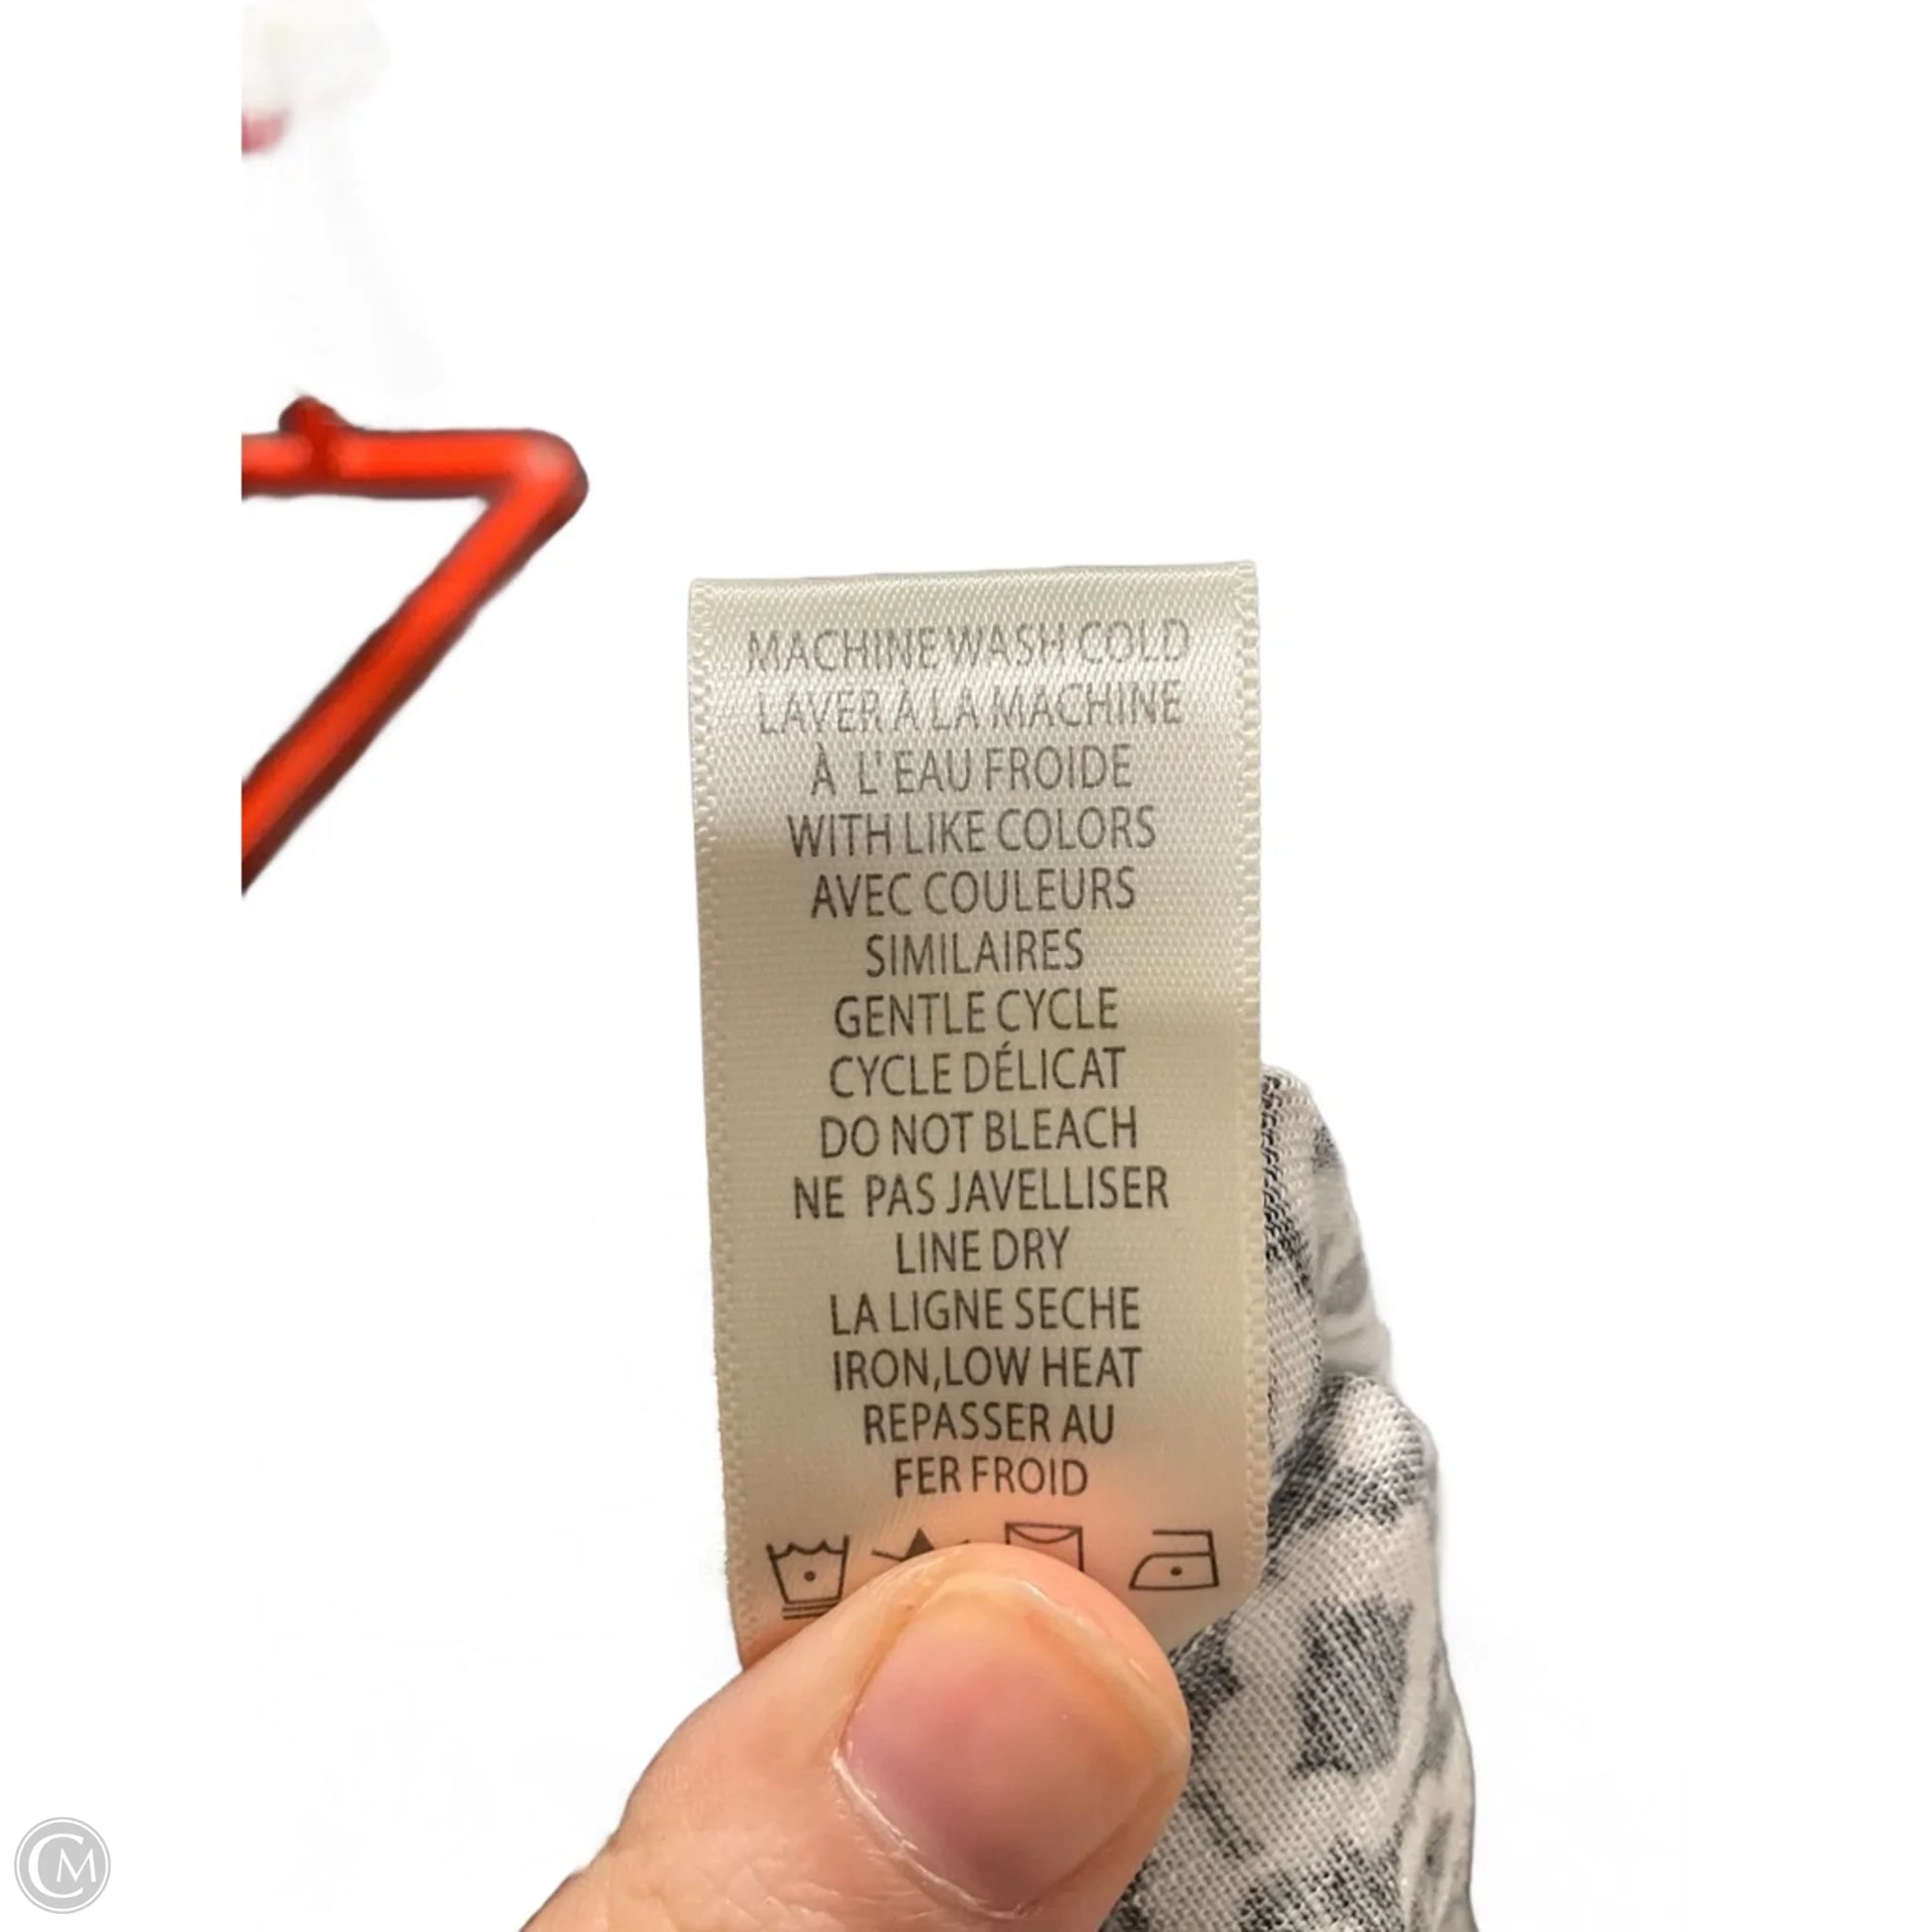 MACHINE WASH COLD
LAVER À LA MACHINE
À L'EAU FROIDE
WITH LIKE COLORS
AVEC COULEURS
SIMILAIRES
GENTLE CYCLE
CYCLE DÉLICAT
DO NOT BLEACH
NE PAS JAVELLISER
LINE DRY
LA LIGNE SECHE
IRON,LOW HEAT
REPASSER AU
FER FROID
CM